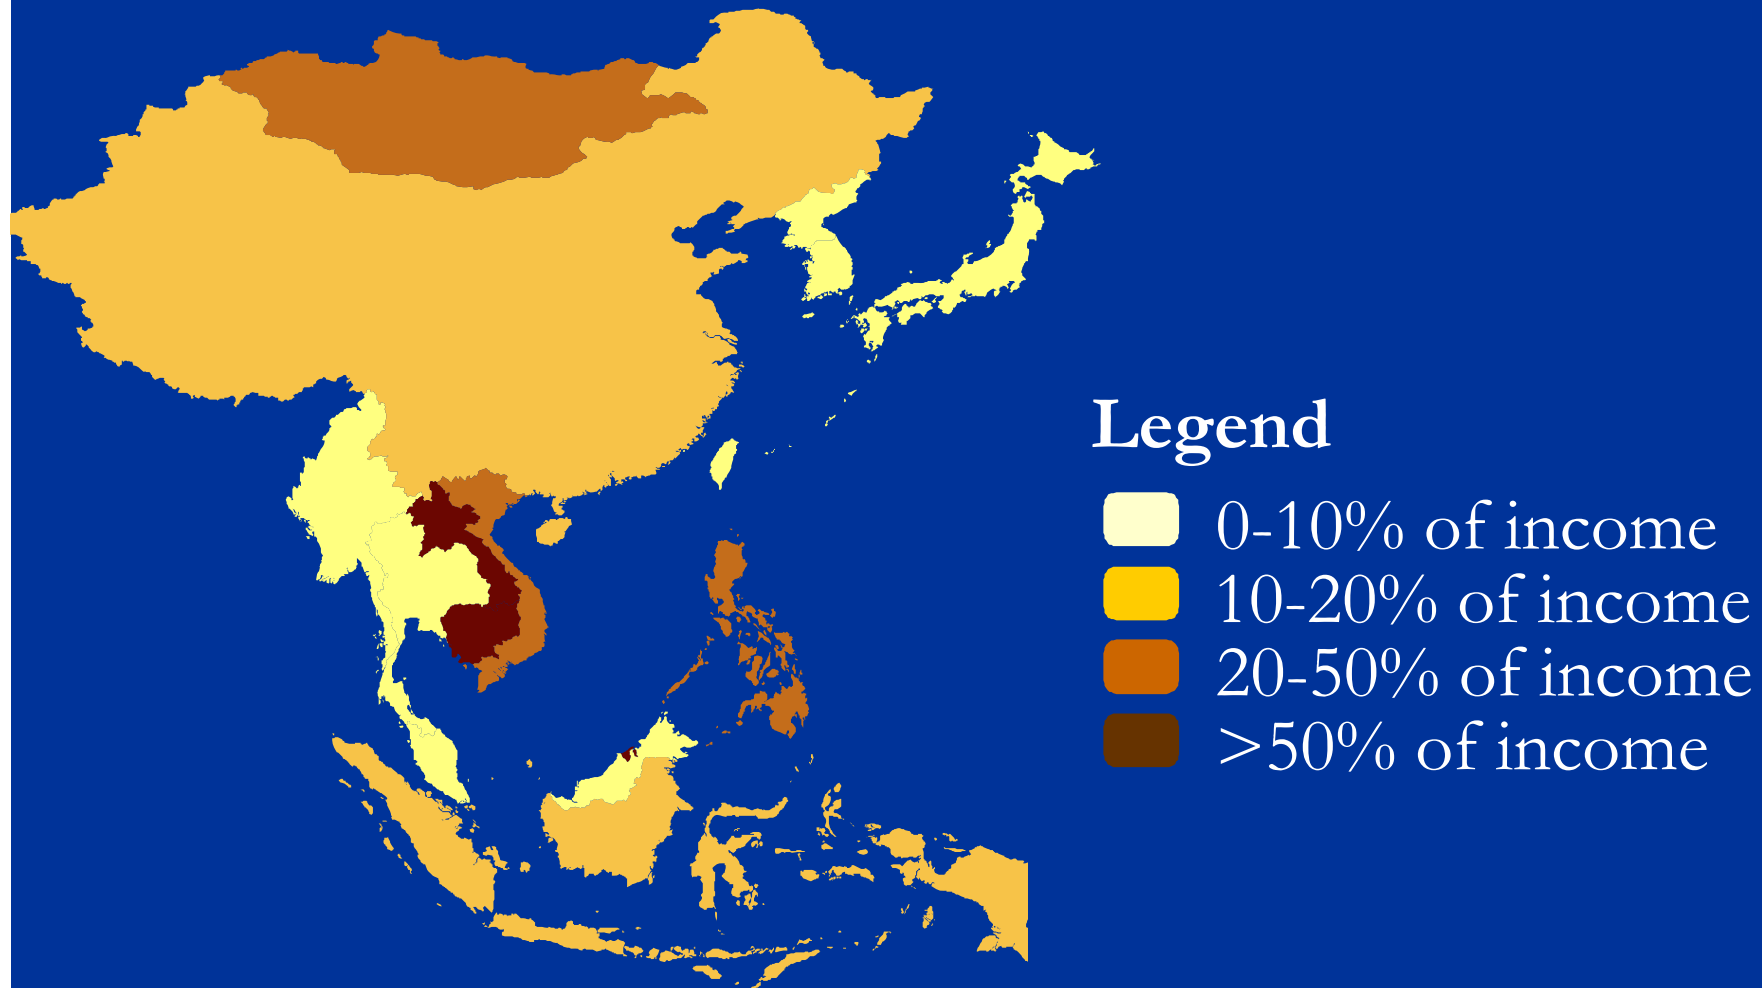 Legend
0-10% of income
10-20% of income
20-50% of income
>50% of income